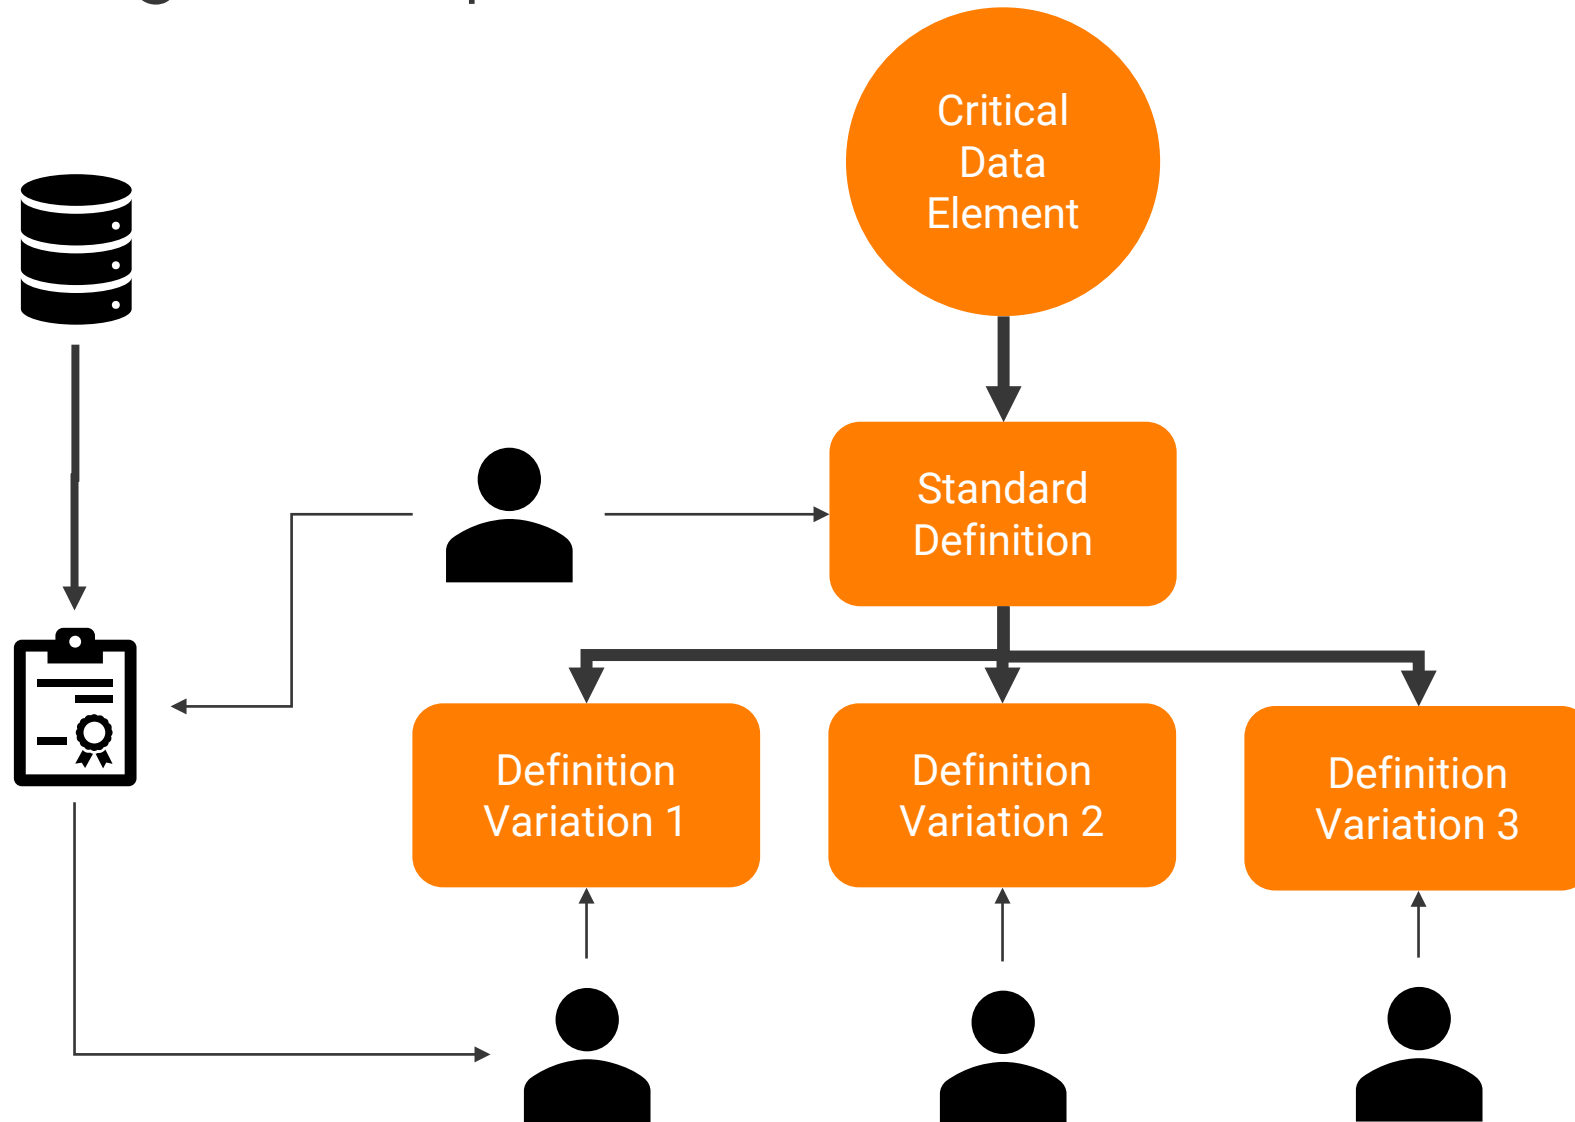 Critical
Data
Element
Standard
Definition
Definition
Variation 1
Definition
Variation 2
Definition
Variation 3